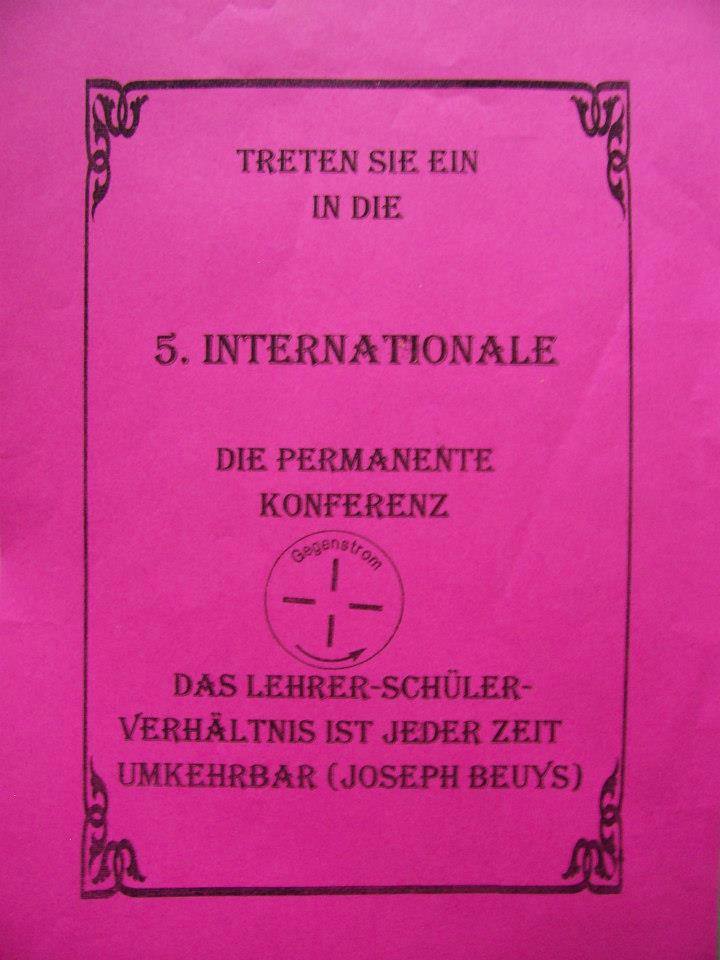 TRETEN SIE EIN
IN DIE
5. INTERNATIONALE
DIE PERMANENTE
KONFERENZ
Gegenstrom
DAS LEHRER-SCHÜLER-
VERHÄLTNIS IST JEDER ZEIT
UMKEHRBAR (JOSEPH BEUYS)